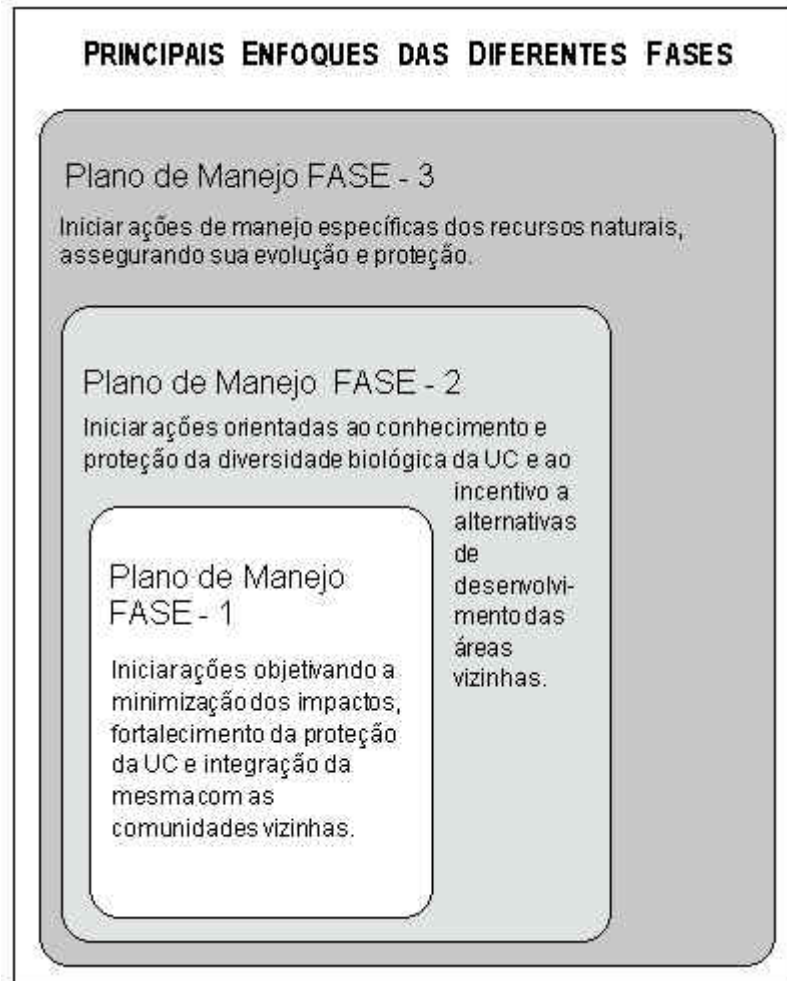 PRINCIPAIS ENFOQUES DAS DIFERENTES FASES
Plano de Manejo FASE - 3
Iniciar ações de manejo específicas dos recursos naturais,
assegurando sua evolução e proteção.
Plano de Manejo FASE - 2
Iniciar ações orientadas ao conhecimento e
proteção da diversidade biológica da UC e ao
incentivo a
alternativas
de
desenvolvi-
mento das
áreas
vizinhas.
Plano de Manejo
FASE - 1
Iniciar ações objetivando a
minimização dos impactos,
fortalecimento da proteção
da UC e integração da
mesma com as
comunidades vizinhas.